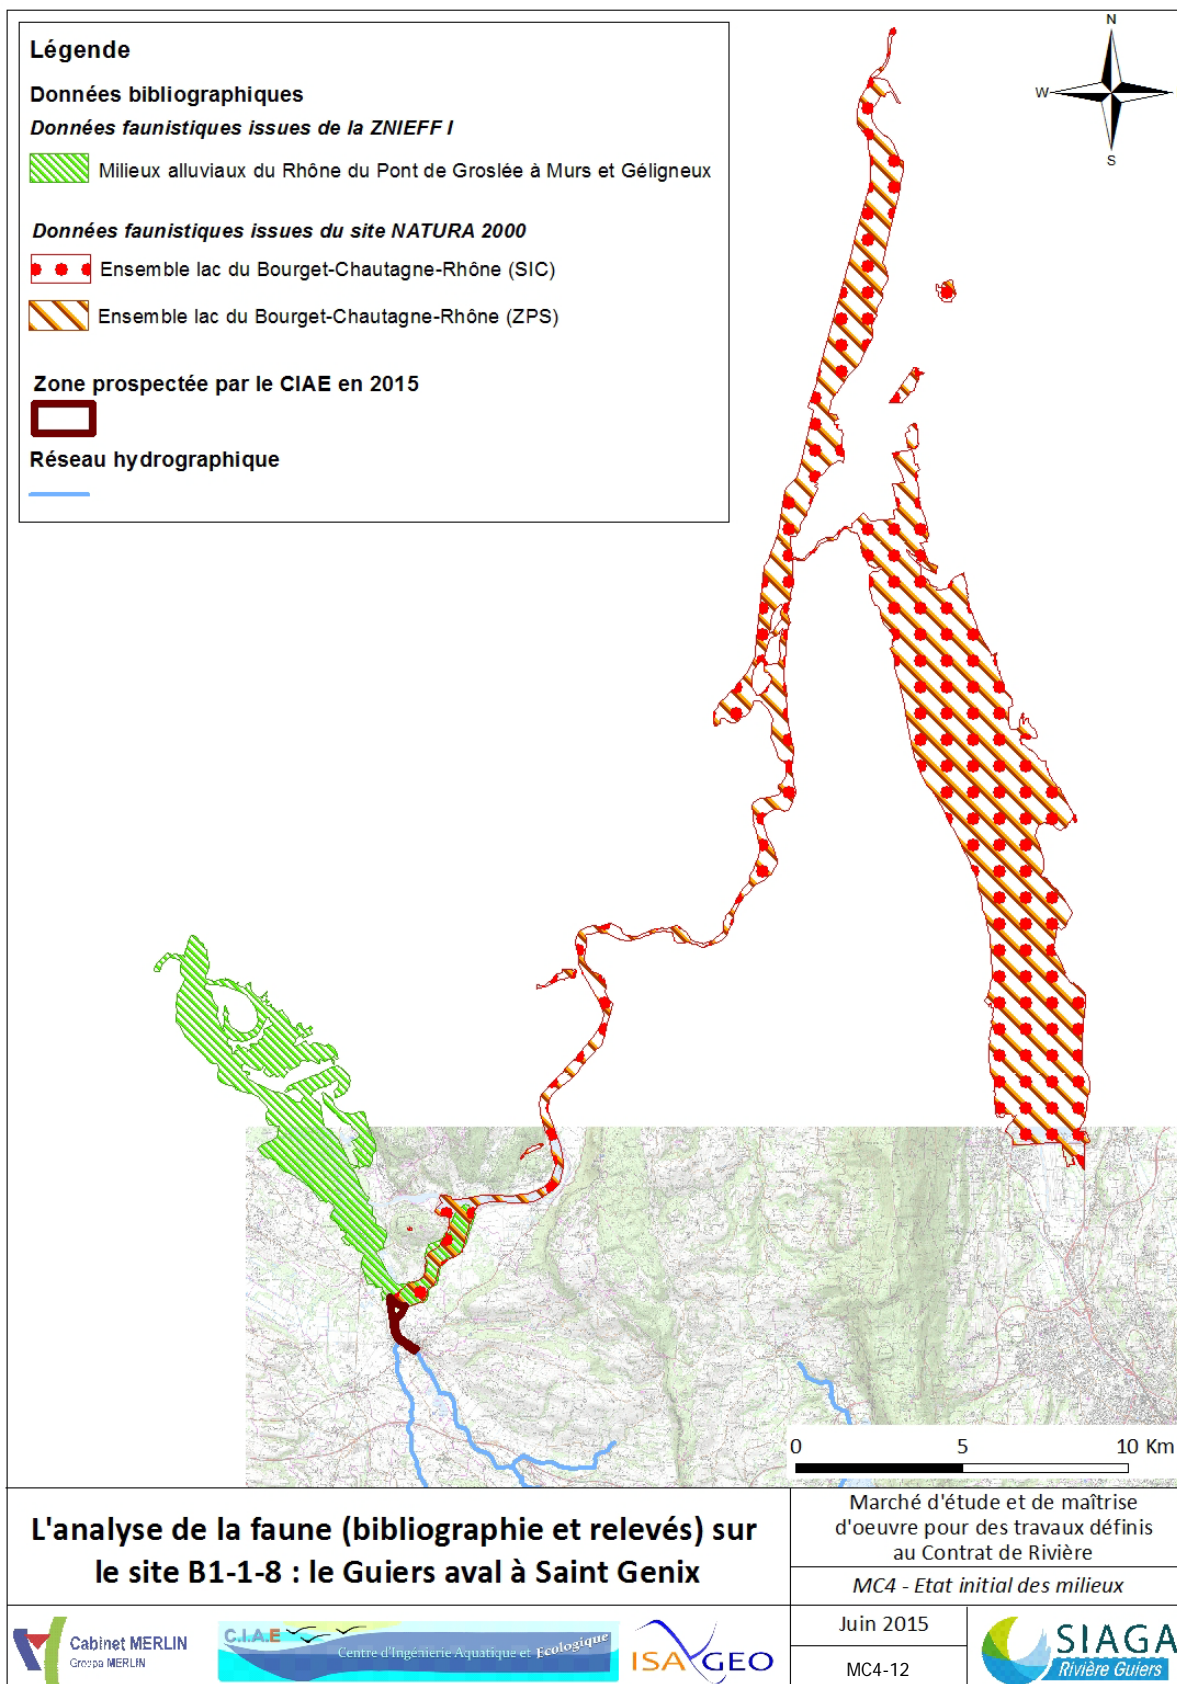 Légende
Données bibliographiques
Données faunistiques issues de la ZNIEFF I
Milieux alluviaux du Rhône du Pont de Groslée à Murs et Géligneux
Données faunistiques issues du site NATURA 2000
Ensemble lac du Bourget-Chautagne-Rhône (SIC)
Ensemble lac du Bourget-Chautagne-Rhône (ZPS)
Zone prospectée par le CIAE en 2015
Réseau hydrographique
N
W
S
0 5 10 Km
L'analyse de la faune (bibliographie et relevés) sur
le site B1-1-8 : le Guiers aval à Saint Genix
Marché d'étude et de maîtrise
d'oeuvre pour des travaux définis
au Contrat de Rivière
MC4 - Etat initial des milieux
Juin 2015
MC4-12
Cabinet MERLIN
Groupe MERLIN
C.I.A.E
Centre d'Ingénierie Aquatique et Ecologique
ISA GEO
SIAGA
Rivière Guiers